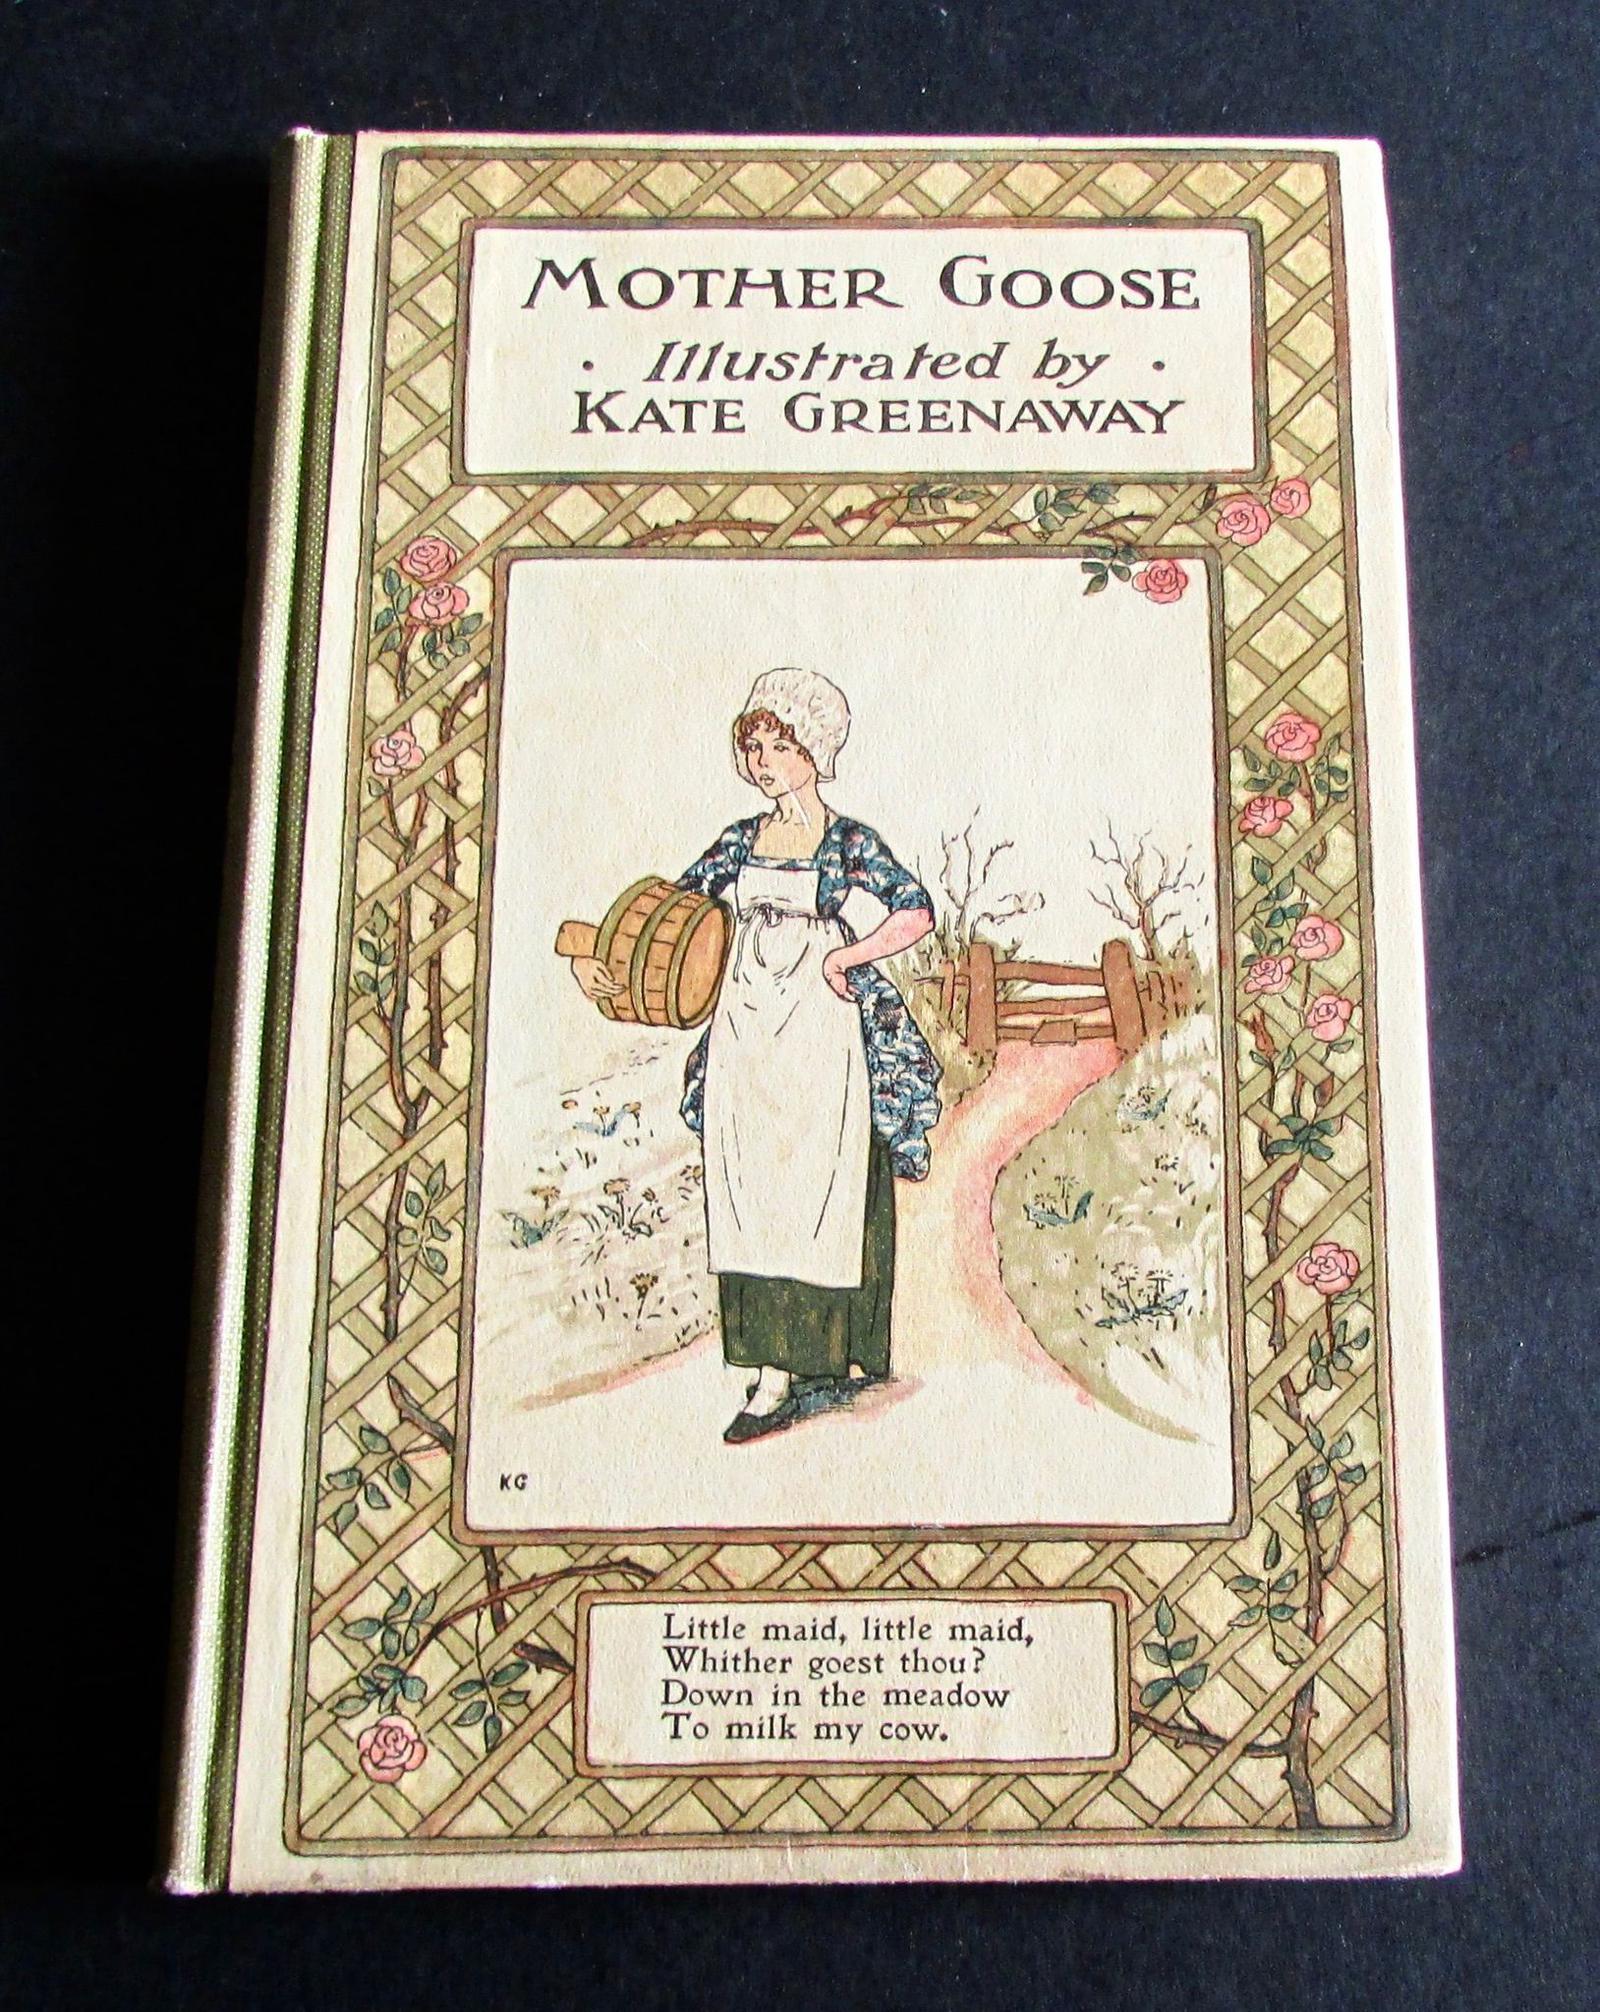 MOTHER GOOSE
· Illustrated by ·
KATE GREENAWAY
KG
Little maid, little maid,
Whither goest thou?
Down in the meadow
To milk my cow.